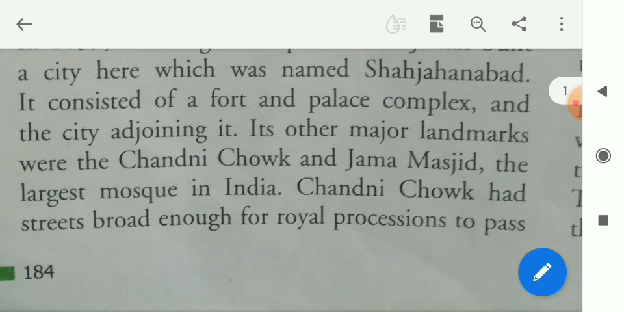 a city here which was named Shahjahanabad.
It consisted of a fort and palace complex, and
the city adjoining it. Its other major landmarks
were the Chandni Chowk and Jama Masjid, the
largest mosque in India. Chandni Chowk had
streets broad enough for royal processions to pass
184
1